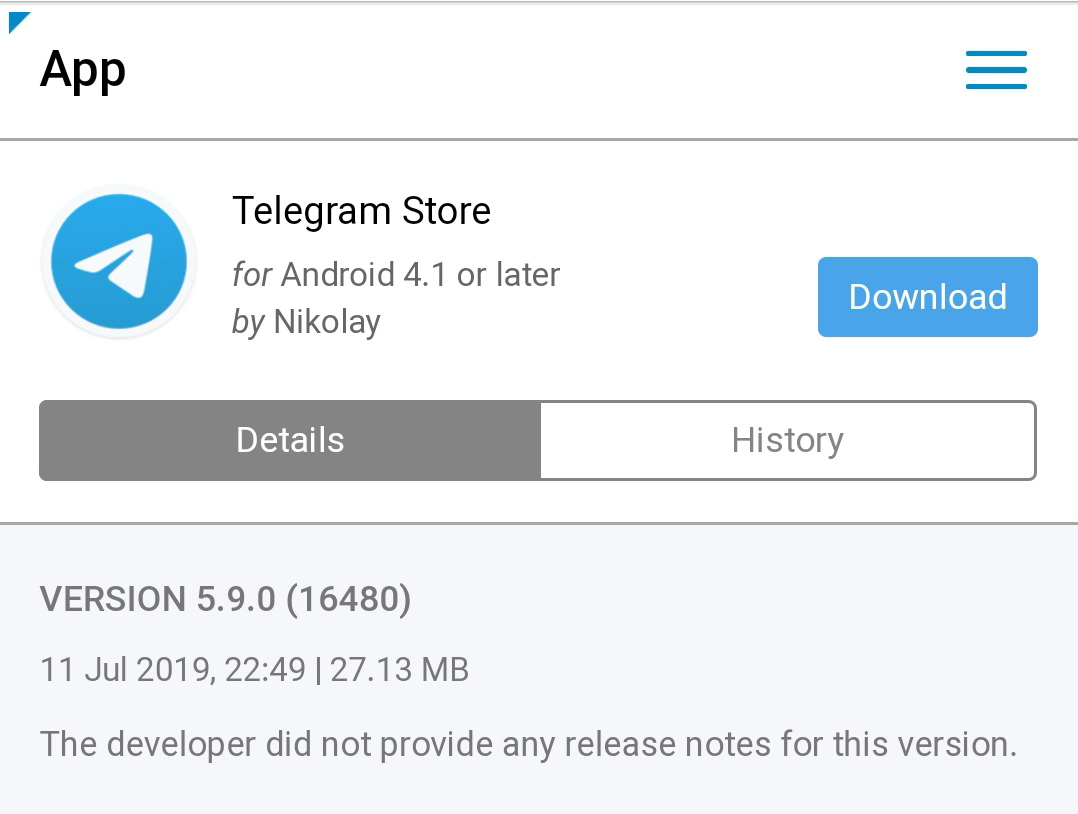 App
Telegram Store
for Android 4.1 or later
by Nikolay
Download
Details
History
VERSION 5.9.0 (16480)
11 Jul 2019, 22:49 | 27.13 MB
The developer did not provide any release notes for this version.